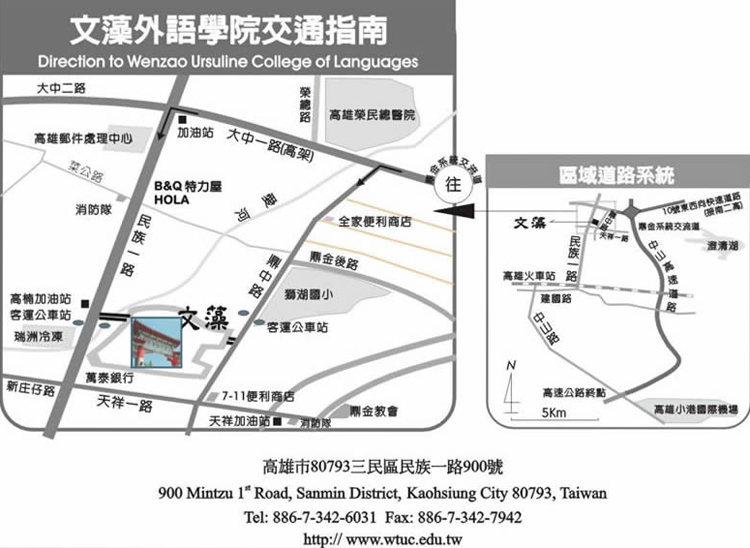 文藻外語學院交通指南
Direction to Wenzao Ursuline College of Languages
大中二路
榮總路
加油站
高雄榮民總醫院
高雄郵件處理中心
大中一路(高架)
鼎金系統交流道
往
菜公路
B&Q 特力屋
HOLA
愛河
消防隊
民族一路
全家便利商店
鼎金後路
鼎中路
獅湖國小
高楠加油站
客運公車站
文藻
客運公車站
瑞洲冷凍
萬泰銀行
新庄仔路
天祥一路
7-11便利商店
天祥加油站
消防隊
鼎金教會
區域道路系統
10號東西向快速道路
(接南二高)
文藻
鼎中路
天祥一路
鼎金系統交流道
澄清湖
民族一路
中山高速道路
高雄火車站
建國路
中山路
N
5Km
高速公路終點
高雄小港國際機場
高雄市80793三民區民族一路900號
900 Mintzu 1st Road, Sanmin District, Kaohsiung City 80793, Taiwan
Tel: 886-7-342-6031 Fax: 886-7-342-7942
http:// www.wtuc.edu.tw